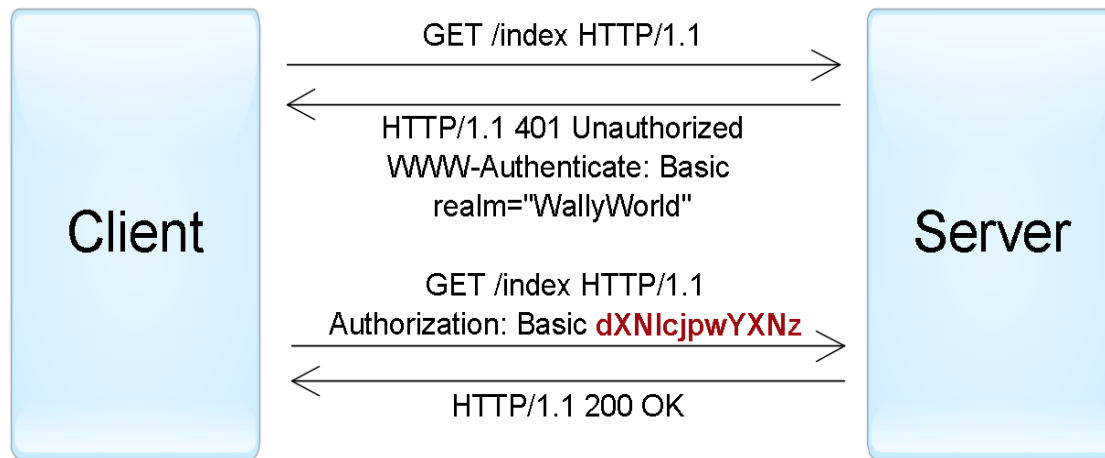 GET /index HTTP/1.1
HTTP/1.1 401 Unauthorized
WWW-Authenticate: Basic
realm="WallyWorld"
Client
Server
GET /index HTTP/1.1
Authorization: Basic dXNlcjpwYXNz
HTTP/1.1 200 OK